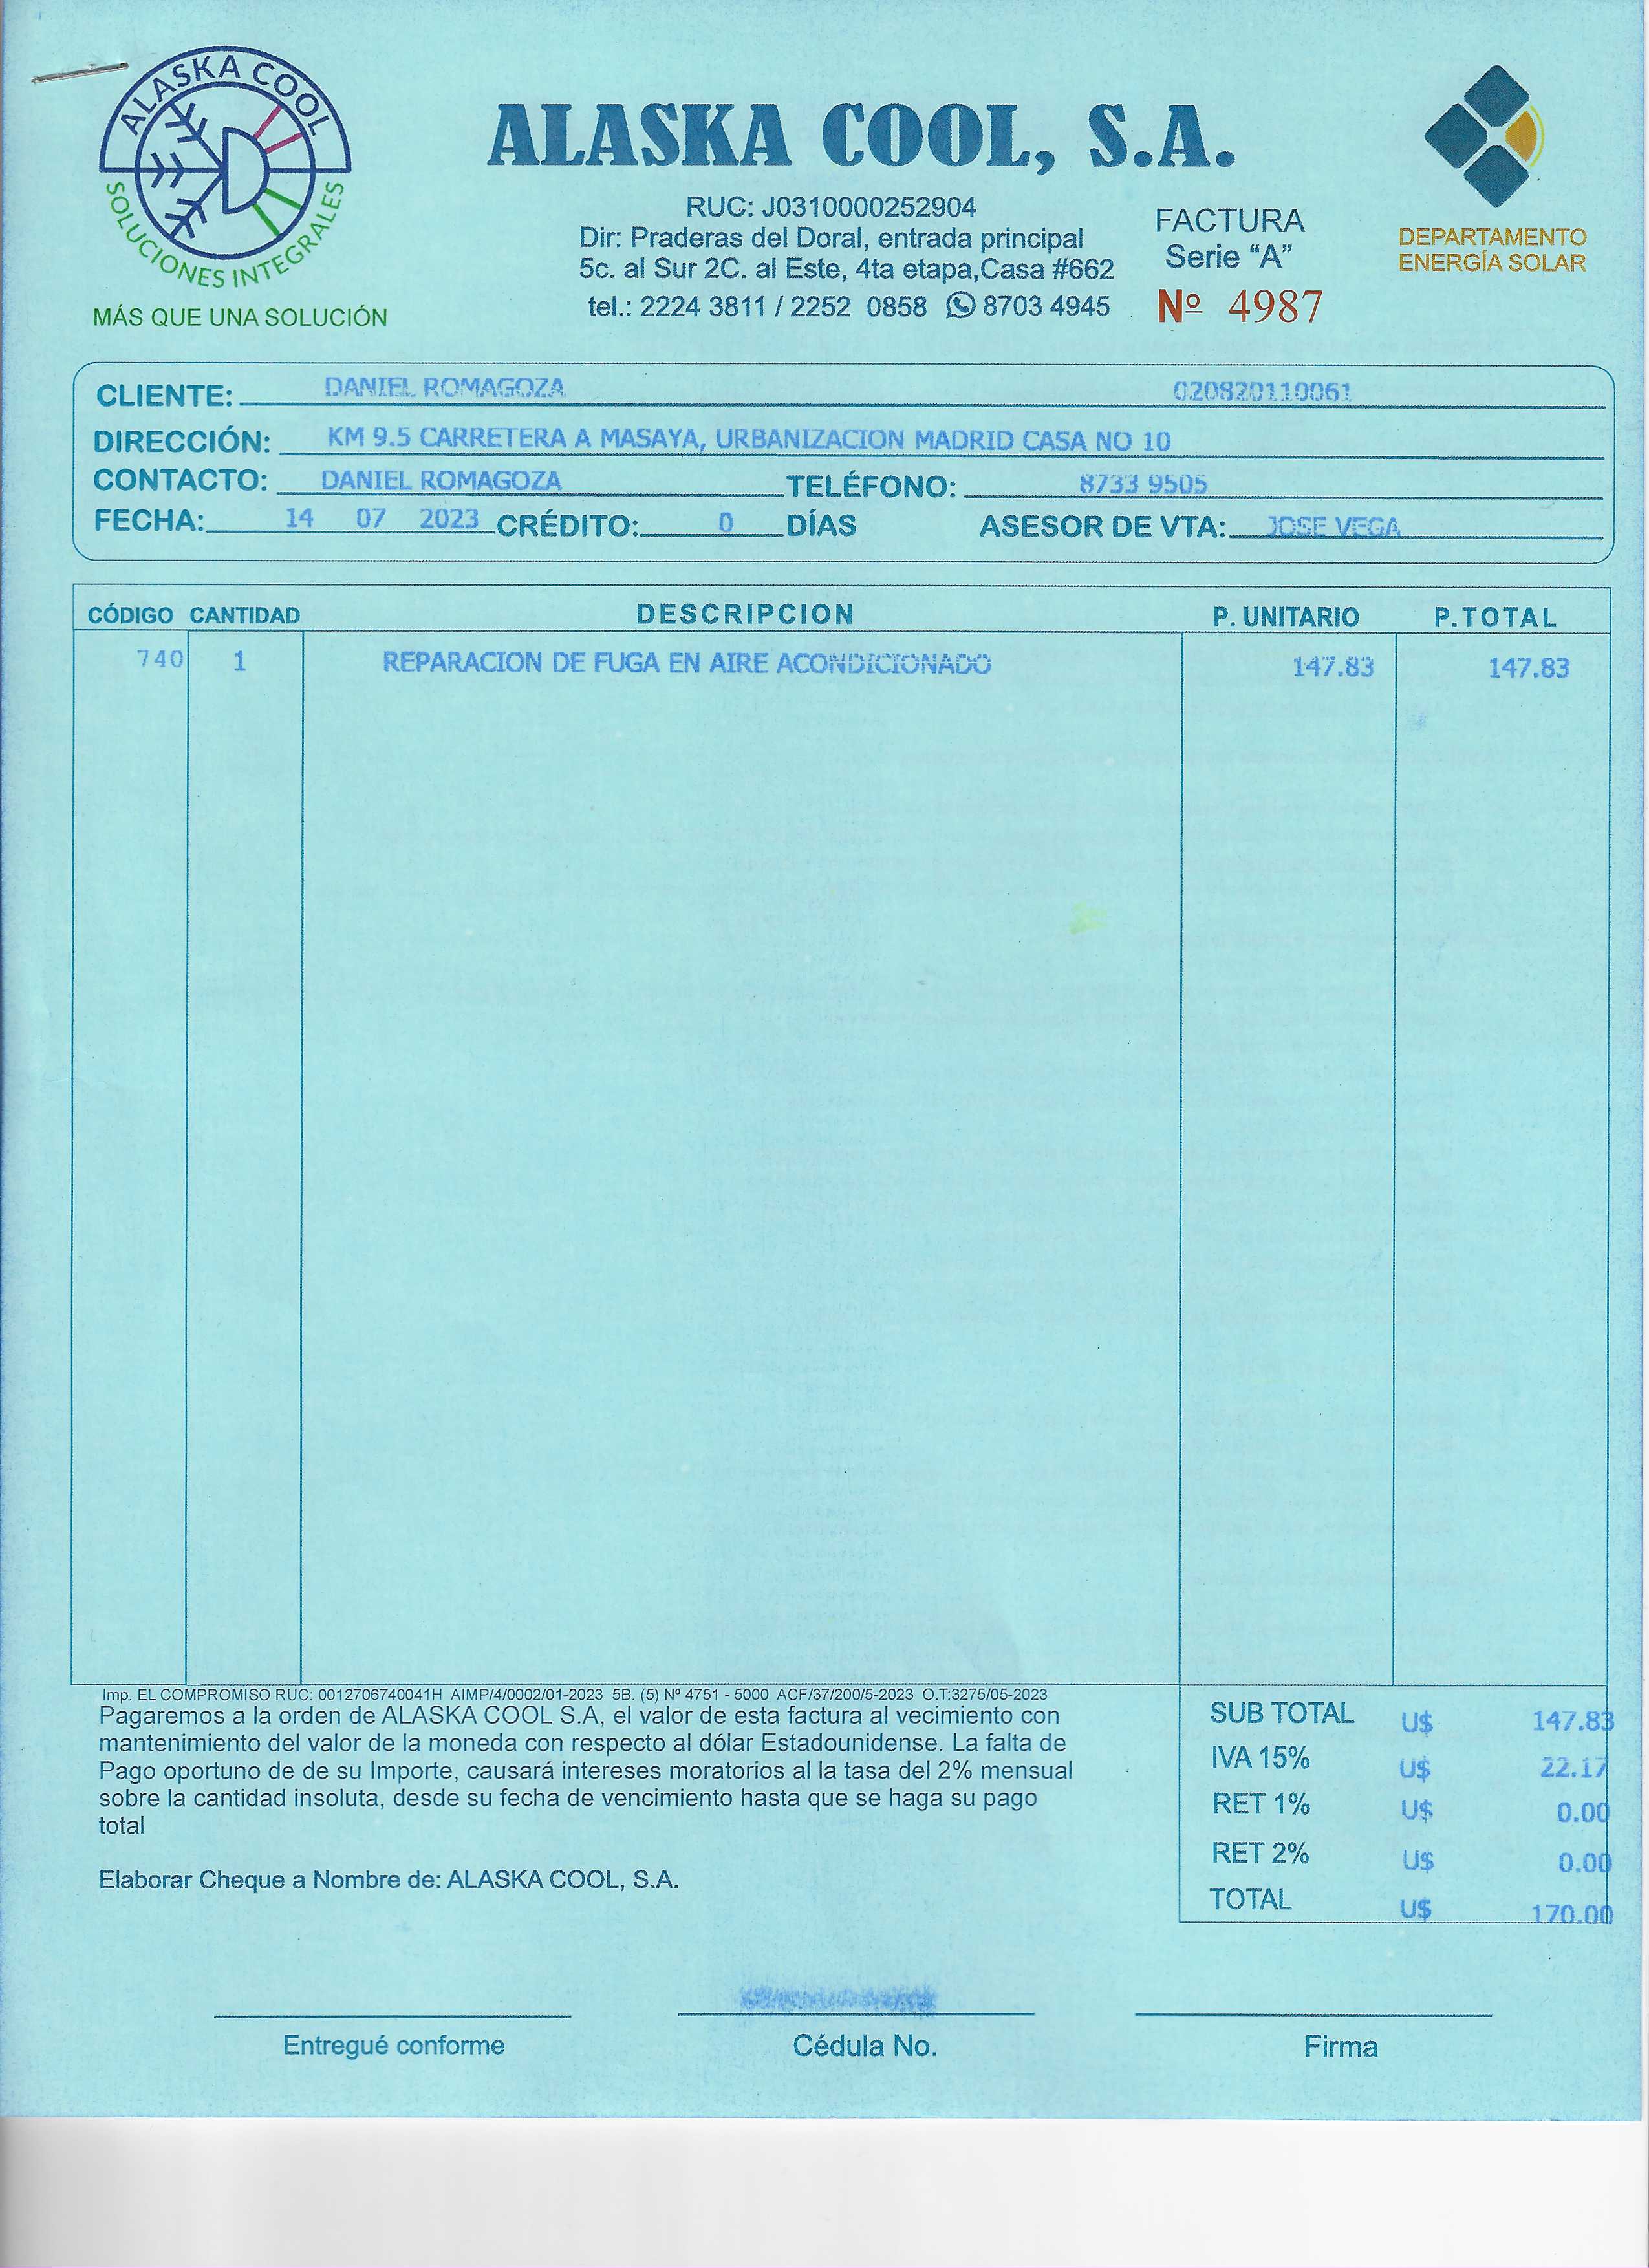 ALASKA COOL
SOLUCIONES INTEGRALES
MÁS QUE UNA SOLUCIÓN
ALASKA COOL, S.A.
RUC: J0310000252904
Dir: Praderas del Doral, entrada principal
5c. al Sur 2C. al Este, 4ta etapa,Casa #662
tel.: 2224 3811 / 2252 0858 8703 4945
FACTURA
Serie “A”
Nº 4987
DEPARTAMENTO
ENERGÍA SOLAR
CLIENTE: DANIEL ROMAGOZA 020820110061
DIRECCIÓN: KM 9.5 CARRETERA A MASAYA, URBANIZACION MADRID CASA NO 10
CONTACTO: DANIEL ROMAGOZA TELÉFONO: 8733 9505
FECHA: 14 07 2023 CRÉDITO: 0 DÍAS ASESOR DE VTA: JOSE VEGA
CÓDIGO CANTIDAD DESCRIPCION P. UNITARIO P.TOTAL
740 1 REPARACION DE FUGA EN AIRE ACONDICIONADO 147.83 147.83
Imp. EL COMPROMISO RUC: 0012706740041H AIMP/4/0002/01-2023 5B. (5) Nº 4751 - 5000 ACF/37/200/5-2023 O.T:3275/05-2023
Pagaremos a la orden de ALASKA COOL S.A, el valor de esta factura al vecimiento con
mantenimiento del valor de la moneda con respecto al dólar Estadounidense. La falta de
Pago oportuno de de su Importe, causará intereses moratorios al la tasa del 2% mensual
sobre la cantidad insoluta, desde su fecha de vencimiento hasta que se haga su pago
total
Elaborar Cheque a Nombre de: ALASKA COOL, S.A.
SUB TOTAL U$ 147.83
IVA 15% U$ 22.17
RET 1% U$ 0.00
RET 2% U$ 0.00
TOTAL U$ 170.00
Entregué conforme
Cédula No.
Firma